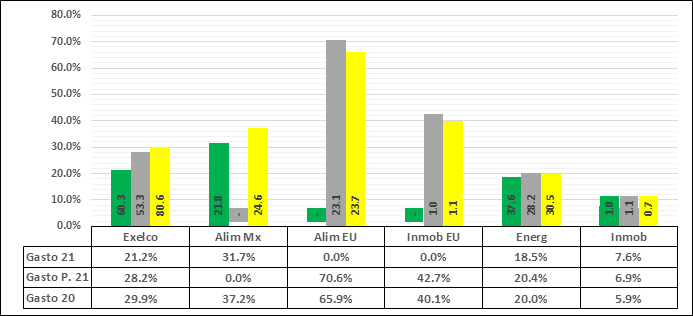 80.0%
70.0%
60.0%
50.0%
40.0%
30.0%
20.0%
10.0%
0.0%
60.3 53.3 80.6 21.8 - 24.6 - 23.1 23.7 - 1.0 1.1 37.6 28.2 30.5 1.0 1.1 0.7
Exelco Alim Mx Alim EU Inmob EU Energ Inmob
Gasto 21 21.2% 31.7% 0.0% 0.0% 18.5% 7.6%
Gasto P. 21 28.2% 0.0% 70.6% 42.7% 20.4% 6.9%
Gasto 20 29.9% 37.2% 65.9% 40.1% 20.0% 5.9%